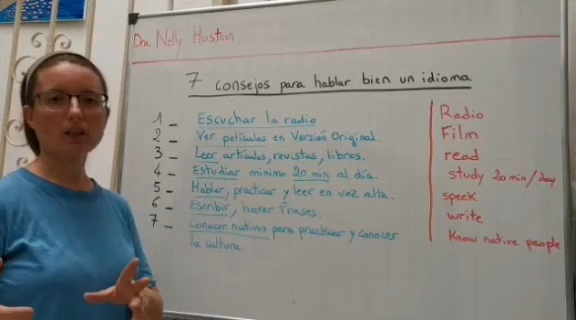 Dra. Nelly Hostein
7 consejos para hablar bien un idioma
1 _ Escuchar la radio
2 _ Ver películas en Versión Original.
3 _ Leer artículos, revistas, libros.
4 _ Estudiar mínimo 20 min al día.
5 _ Hablar, practicar y leer en voz alta.
6 _ Escribir, hacer frases.
7 _ Conocer nativos para practicar y conocer
la cultura
Radio
Film
read
study 20 min/day
speek
write
Know native people